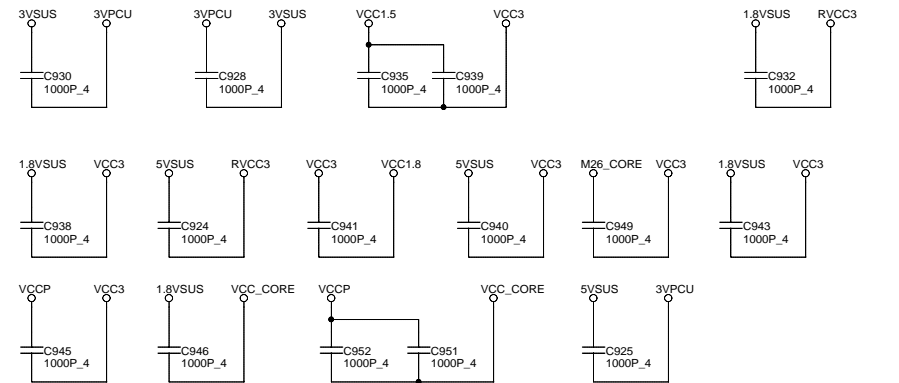 3VSUS 3VPCU 3VPCU 3VSUS VCC1.5 VCC3 1.8VSUS RVCC3
C930 C928 C935 C939 C932
1000P_4 1000P_4 1000P_4 1000P_4 1000P_4
1.8VSUS VCC3 5VSUS RVCC3 VCC3 VCC1.8 5VSUS VCC3 M26_CORE VCC3 1.8VSUS VCC3
C938 C924 C941 C940 C949 C943
1000P_4 1000P_4 1000P_4 1000P_4 1000P_4 1000P_4
VCCP VCC3 1.8VSUS VCC_CORE VCCP VCC_CORE 5VSUS 3VPCU
C945 C946 C952 C951 C925
1000P_4 1000P_4 1000P_4 1000P_4 1000P_4